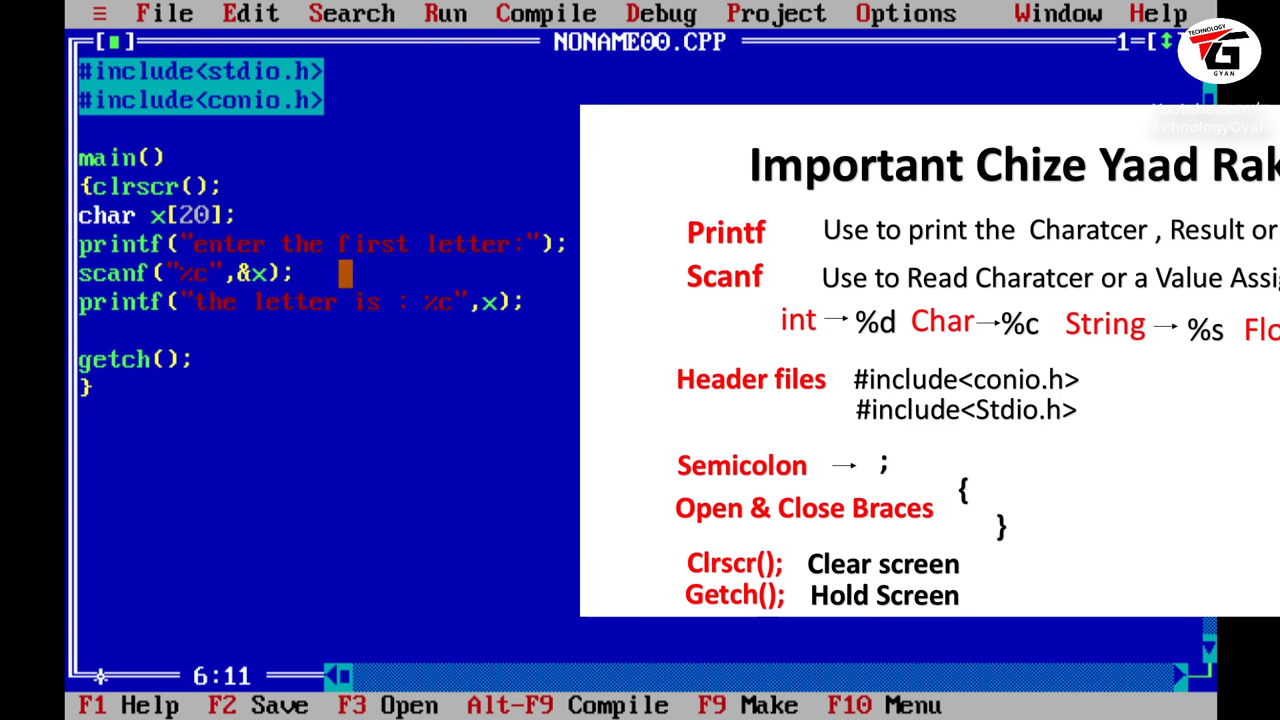 ≡ File Edit Search Run Compile Debug Project Options Window Help
[■] NONAME00.CPP 1=[↕]
TECHNOLOGY
GYAN
#include<stdio.h>
#include<conio.h>
main()
{clrscr();
char x[20];
printf("enter the first letter:");
scanf("%c",&x);
printf("the letter is : %c",x);
getch();
}
Important Chize Yaad Rak
Printf Use to print the Charatcer , Result or
Scanf Use to Read Charatcer or a Value Assig
int → %d Char → %c String → %s Flo
Header files #include<conio.h>
#include<Stdio.h>
Semicolon → ;
Open & Close Braces { }
Clrscr(); Clear screen
Getch(); Hold Screen
6:11
F1 Help F2 Save F3 Open Alt-F9 Compile F9 Make F10 Menu